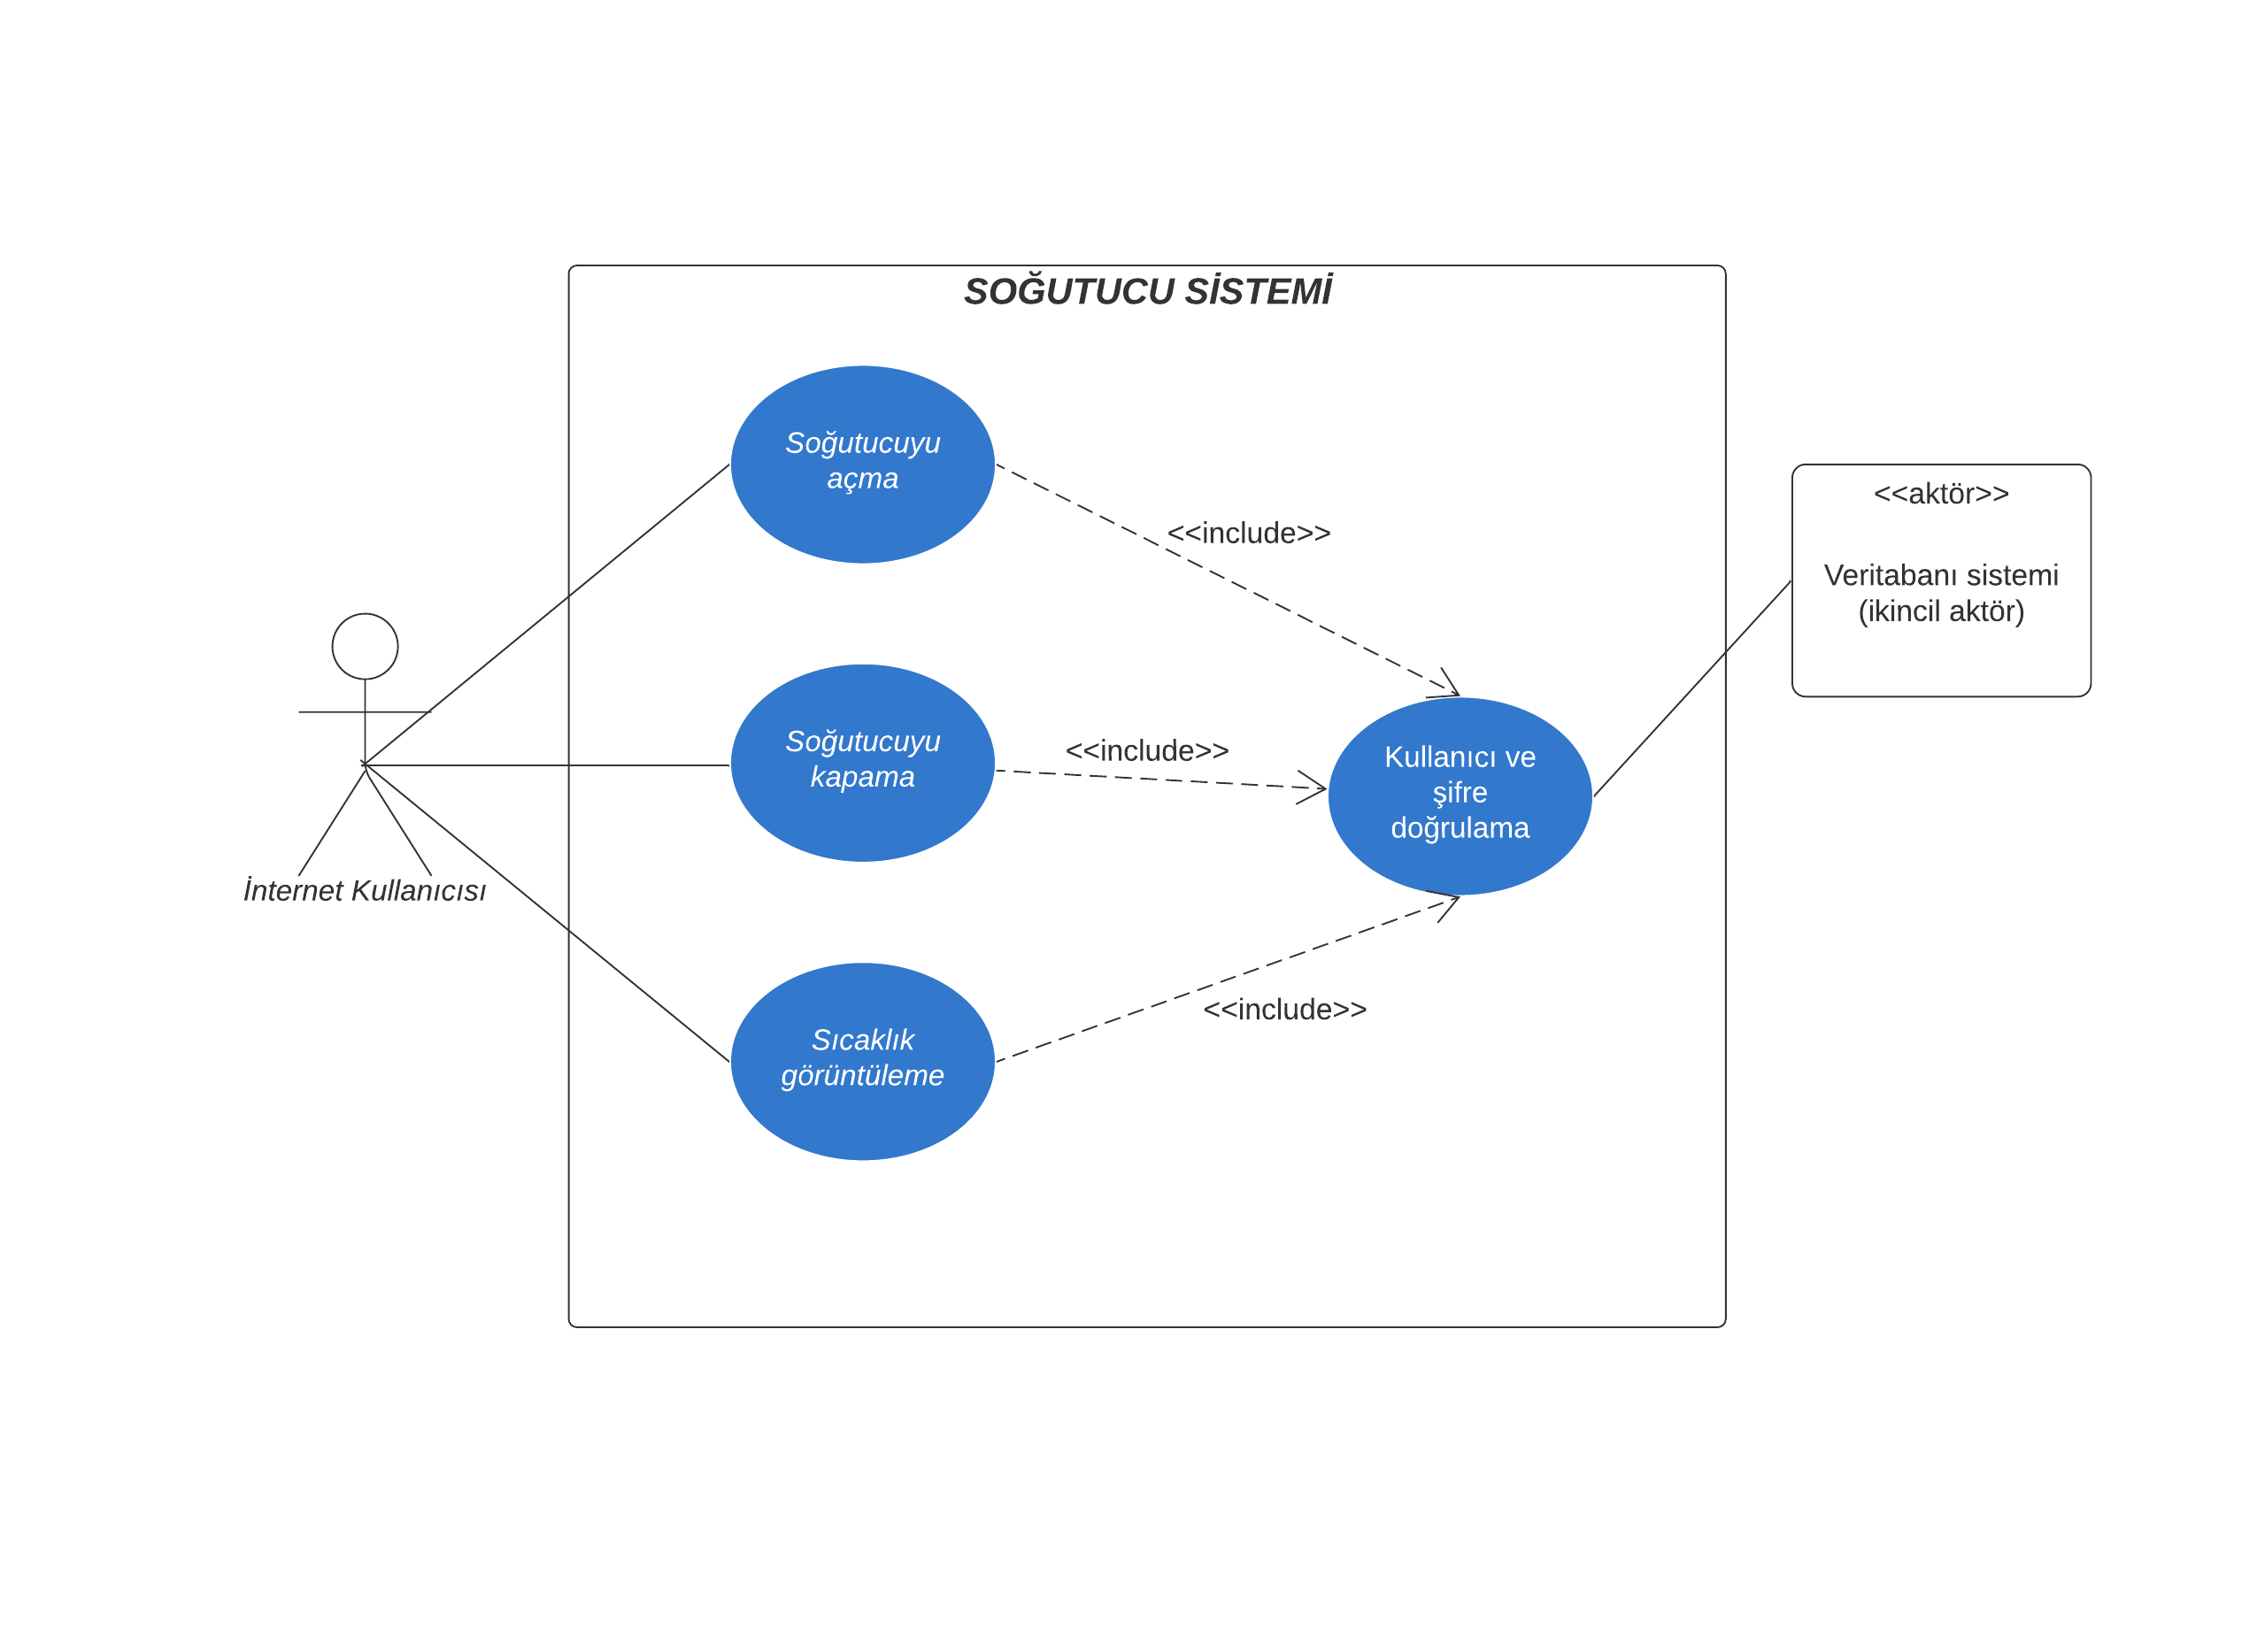 SOĞUTUCU SİSTEMİ
Soğutucuyu
açma
<<include>>
<<aktör>>
Veritabanı sistemi
(ikincil aktör)
Soğutucuyu
kapama
<<include>>
Kullanıcı ve
şifre
doğrulama
İnternet Kullanıcısı
Sıcaklık
görüntüleme
<<include>>